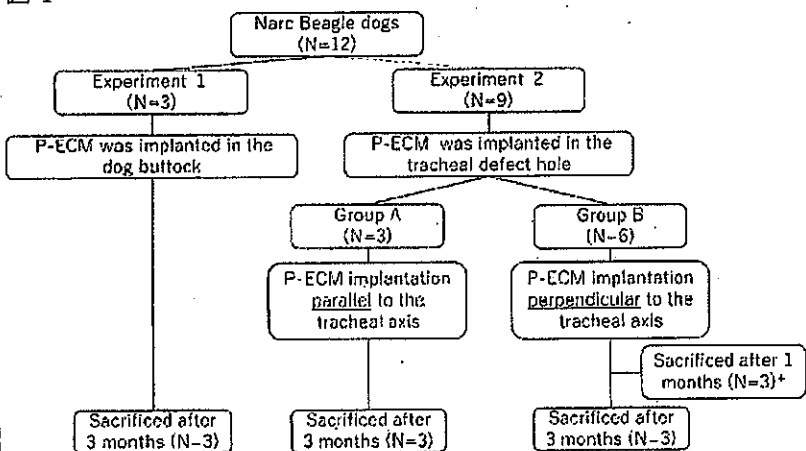 図1
Narc Beagle dogs
(N=12)
Experiment 1
(N=3)
Experiment 2
(N=9)
P-ECM was implanted in the
dog buttock
P-ECM was implanted in the
tracheal defect hole
Group A
(N=3)
Group B
(N=6)
P-ECM implantation
parallel to the
tracheal axis
P-ECM implantation
perpendicular to the
tracheal axis
Sacrificed after 1
months (N=3)+
Sacrificed after
3 months (N=3)
Sacrificed after
3 months (N=3)
Sacrificed after
3 months (N=3)